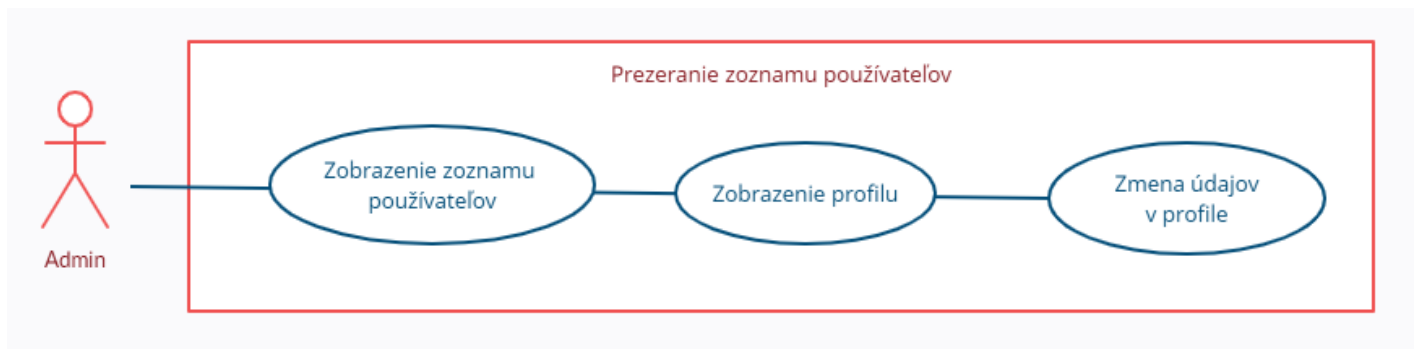 Prezeranie zoznamu používateľov
Zobrazenie zoznamu
používateľov
Zobrazenie profilu
Zmena údajov
v profile
Admin